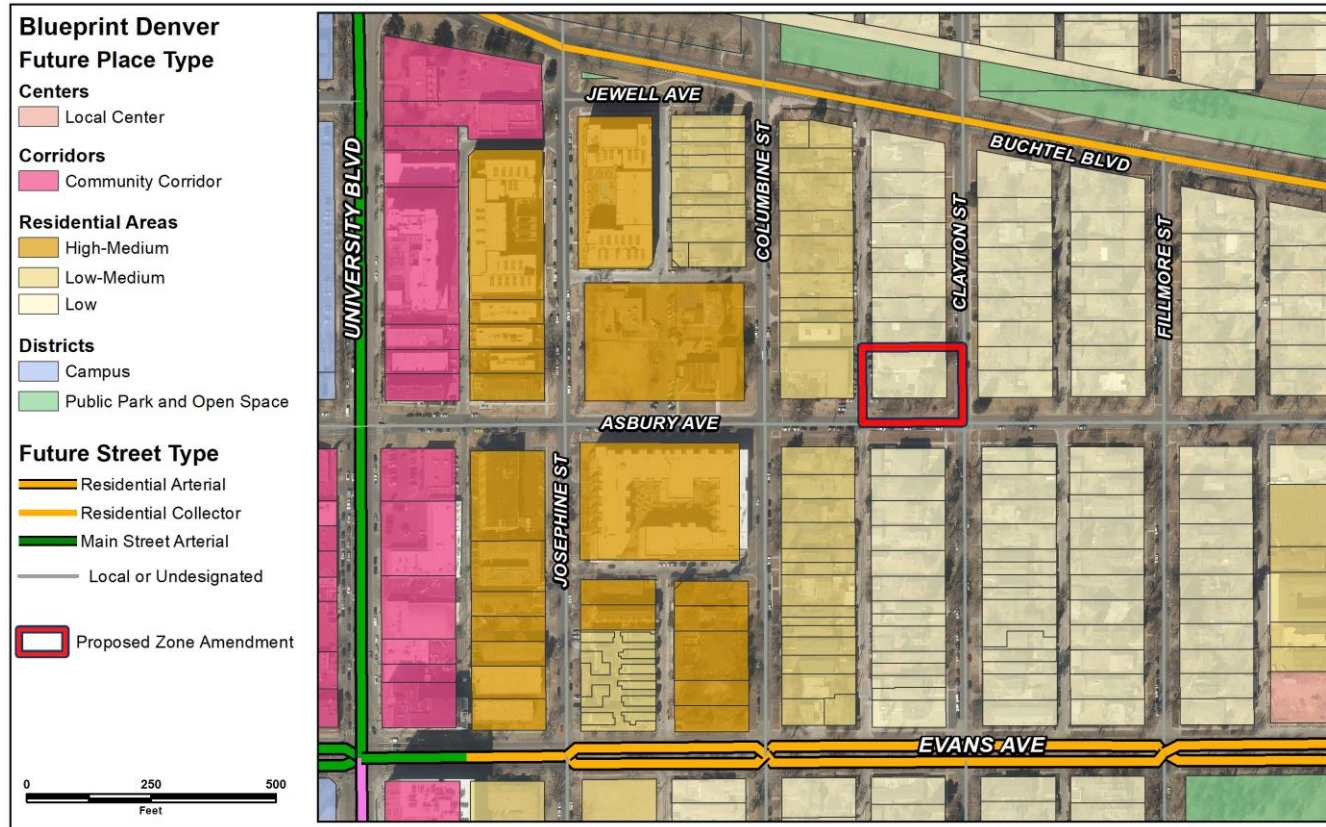 Blueprint Denver
Future Place Type
Centers
Local Center
Corridors
Community Corridor
Residential Areas
High-Medium
Low-Medium
Low
Districts
Campus
Public Park and Open Space
Future Street Type
Residential Arterial
Residential Collector
Main Street Arterial
Local or Undesignated
Proposed Zone Amendment
0 250 500
Feet
JEWELL AVE
BUCHTEL BLVD
UNIVERSITY BLVD
COLUMBINE ST
CLAYTON ST
FILLMORE ST
ASBURY AVE
JOSEPHINE ST
EVANS AVE